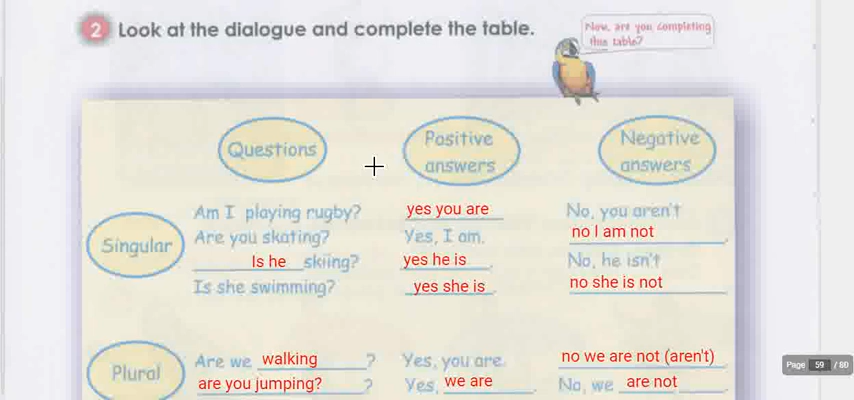 2 Look at the dialogue and complete the table.
Now, are you completing
this table?
Questions
Positive
answers
Negative
answers
Singular
Am I playing rugby? yes you are No, you aren't
Are you skating? Yes, I am. no I am not.
Is he skiing? yes he is. No, he isn't
Is she swimming? yes she is. no she is not.
Plural
Are we walking? Yes, you are. no we are not (aren't).
are you jumping? ? Yes, we are. No, we are not.
Page 59 / 80